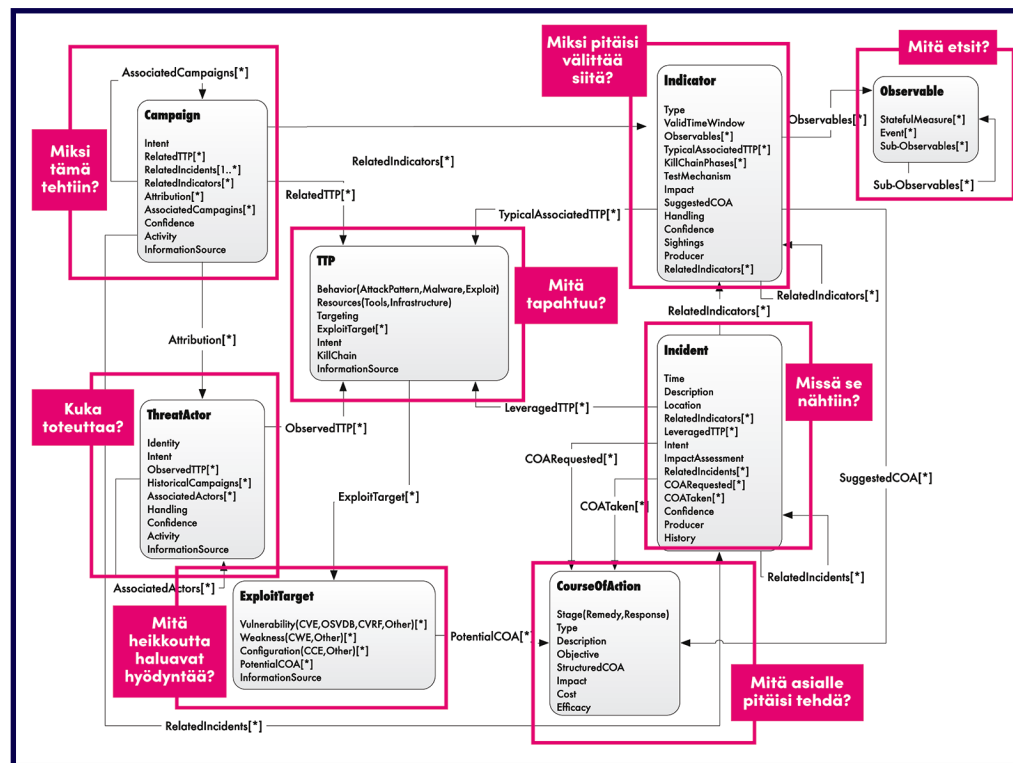 AssociatedCampaigns[*]
Campaign
Intent
RelatedTTP[*]
RelatedIncidents[1..*]
RelatedIndicators[*]
Attribution[*]
AssociatedCampagins[*]
Confidence
Activity
InformationSource
Miksi
tämä
tehtiin?
Miksi pitäisi
välittää
siitä?
Indicator
Type
ValidTimeWindow
Observables[*]
TypicalAssociatedTTP[*]
KillChainPhases[*]
TestMechanism
Impact
SuggestedCOA
Handling
Confidence
Sightings
Producer
RelatedIndicators[*]
Mitä etsit?
Observable
StatefulMeasure[*]
Event[*]
Sub-Observables[*]
Observables[*]
Sub-Observables[*]
RelatedIndicators[*]
RelatedTTP[*]
TypicalAssociatedTTP[*]
TTP
Behavior(AttackPattern,Malware,Exploit)
Resources(Tools,Infrastructure)
Targeting
ExploitTarget[*]
Intent
KillChain
InformationSource
Mitä
tapahtuu?
RelatedIndicators[*]
RelatedIndicators[*]
Attribution[*]
Incident
Time
Description
Location
RelatedIndicators[*]
LeveragedTTP[*]
Intent
ImpactAssessment
RelatedIncidents[*]
COARequested[*]
COATaken[*]
Confidence
Producer
History
Missä se
nähtiin?
Kuka
toteuttaa?
ThreatActor
Identity
Intent
ObservedTTP[*]
HistoricalCampaigns[*]
AssociatedActors[*]
Handling
Confidence
Activity
InformationSource
ObservedTTP[*]
LeveragedTTP[*]
COARequested[*]
SuggestedCOA[*]
ExploitTarget[*]
COATaken[*]
RelatedIncidents[*]
AssociatedActors[*]
Mitä
heikkoutta
haluavat
hyödyntää?
ExploitTarget
Vulnerability(CVE,OSVDB,CVRF,Other)[*]
Weakness(CWE,Other)[*]
Configuration(CCE,Other)[*]
PotentialCOA[*]
InformationSource
PotentialCOA[*]
CourseOfAction
Stage(Remedy,Response)
Type
Description
Objective
StructuredCOA
Impact
Cost
Efficacy
Mitä asialle
pitäisi tehdä?
RelatedIncidents[*]